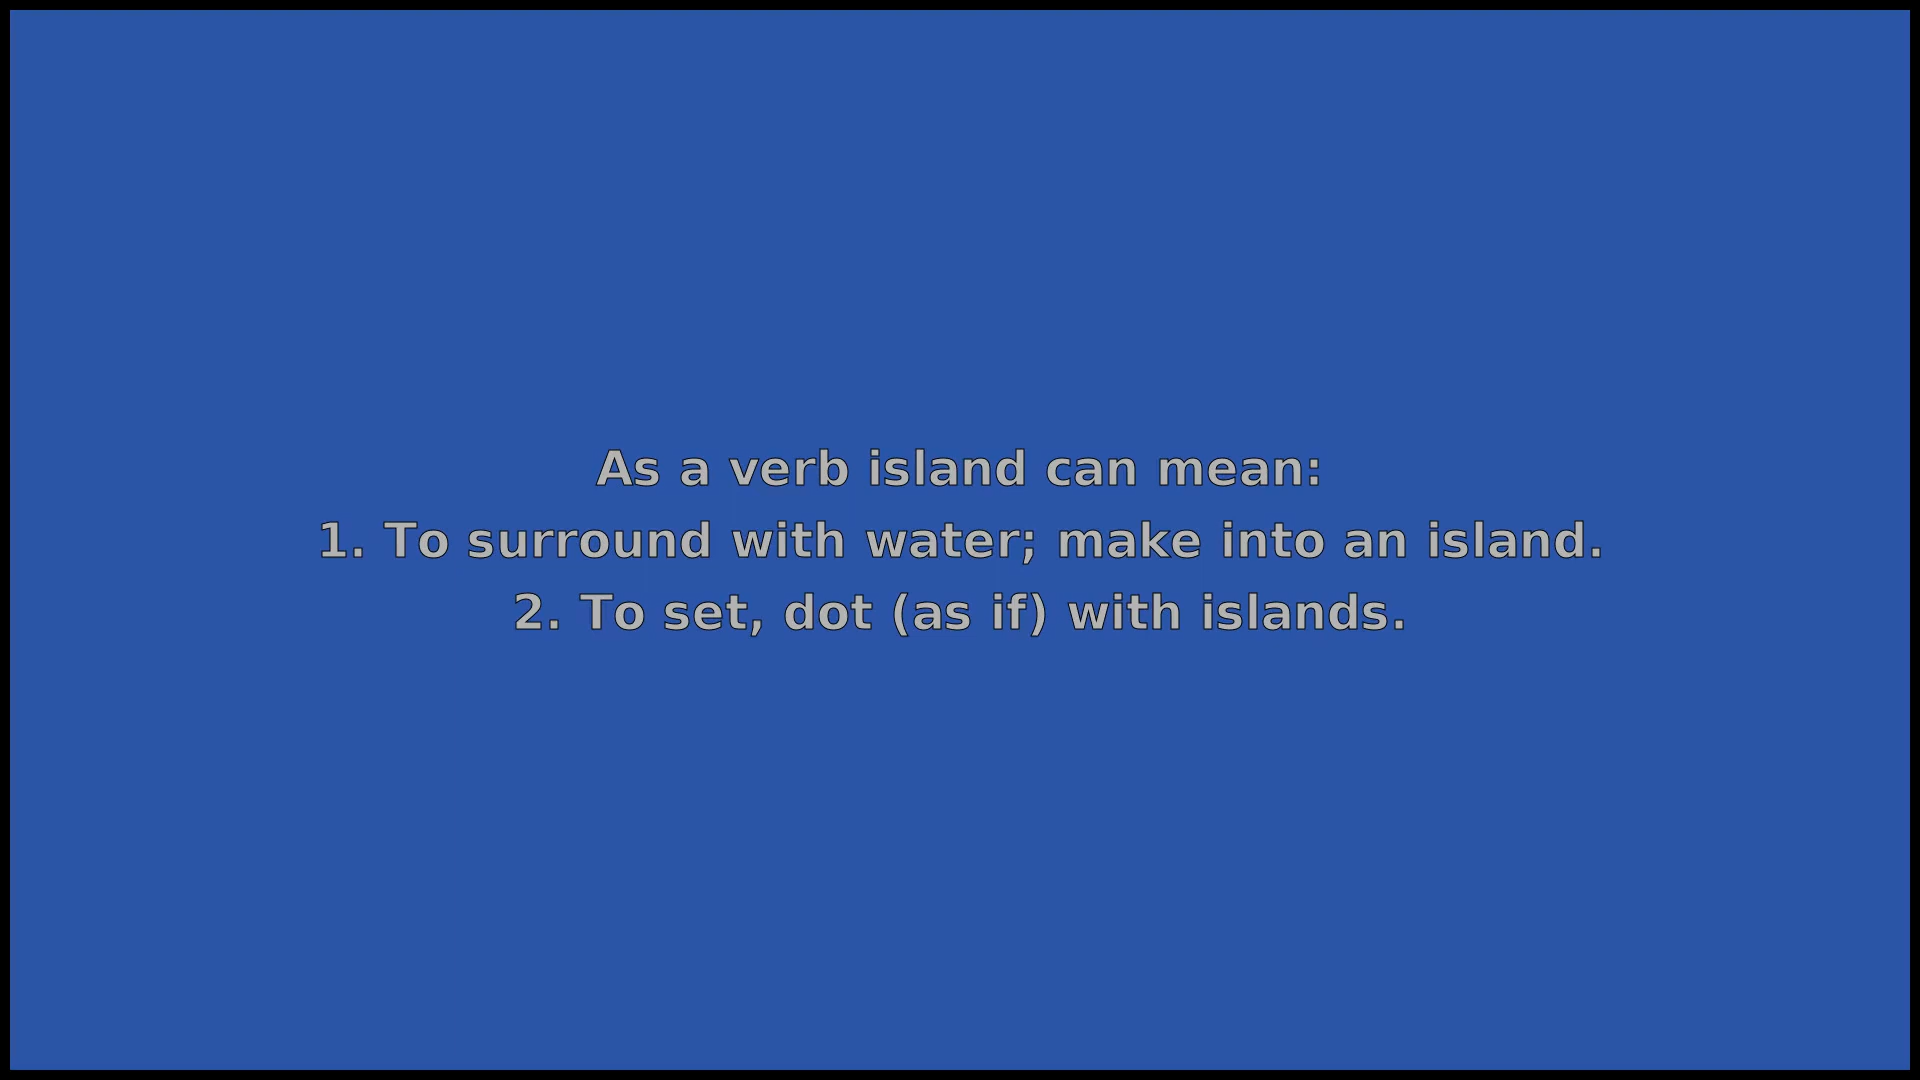 As a verb island can mean:
1. To surround with water; make into an island.
2. To set, dot (as if) with islands.